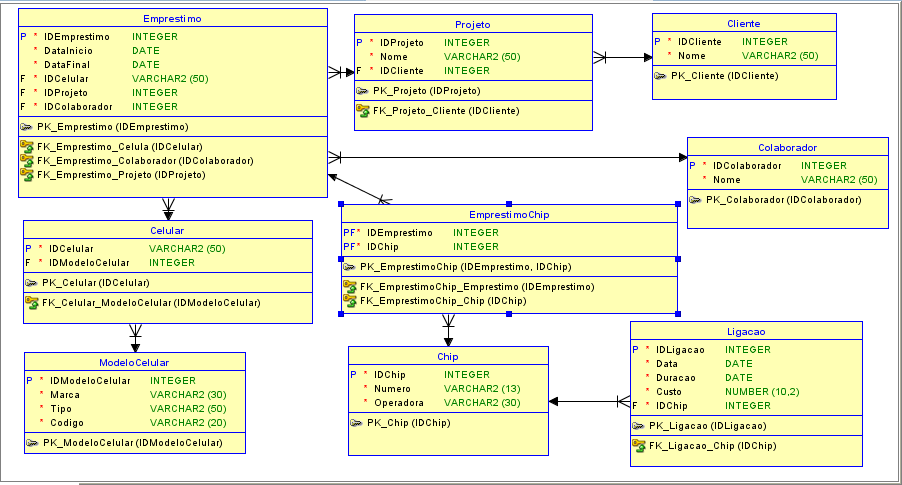 Emprestimo
P * IDEmprestimo INTEGER
* DataInicio DATE
* DataFinal DATE
F * IDCelular VARCHAR2 (50)
F * IDProjeto INTEGER
F * IDColaborador INTEGER
PK_Emprestimo (IDEmprestimo)
FK_Emprestimo_Celula (IDCelular)
FK_Emprestimo_Colaborador (IDColaborador)
FK_Emprestimo_Projeto (IDProjeto)
Projeto
P * IDProjeto INTEGER
* Nome VARCHAR2 (50)
F * IDCliente INTEGER
PK_Projeto (IDProjeto)
FK_Projeto_Cliente (IDCliente)
Cliente
P * IDCliente INTEGER
* Nome VARCHAR2 (50)
PK_Cliente (IDCliente)
Colaborador
P * IDColaborador INTEGER
* Nome VARCHAR2 (50)
PK_Colaborador (IDColaborador)
EmprestimoChip
PF* IDEmprestimo INTEGER
PF* IDChip INTEGER
PK_EmprestimoChip (IDEmprestimo, IDChip)
FK_EmprestimoChip_Emprestimo (IDEmprestimo)
FK_EmprestimoChip_Chip (IDChip)
Celular
P * IDCelular VARCHAR2 (50)
F * IDModeloCelular INTEGER
PK_Celular (IDCelular)
FK_Celular_ModeloCelular (IDModeloCelular)
ModeloCelular
P * IDModeloCelular INTEGER
* Marca VARCHAR2 (30)
* Tipo VARCHAR2 (50)
* Codigo VARCHAR2 (20)
PK_ModeloCelular (IDModeloCelular)
Chip
P * IDChip INTEGER
* Numero VARCHAR2 (13)
* Operadora VARCHAR2 (30)
PK_Chip (IDChip)
Ligacao
P * IDLigacao INTEGER
* Data DATE
* Duracao DATE
* Custo NUMBER (10,2)
F * IDChip INTEGER
PK_Ligacao (IDLigacao)
FK_Ligacao_Chip (IDChip)